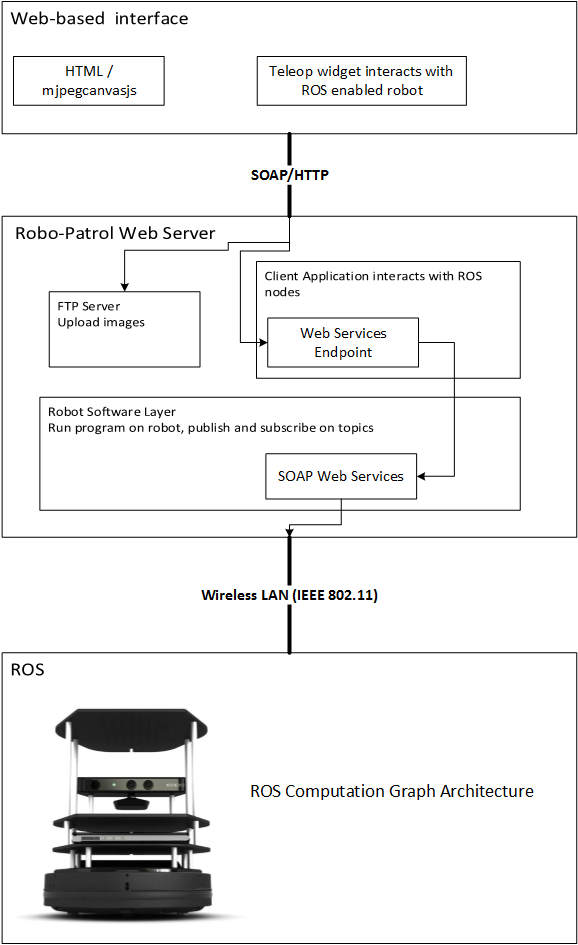 Web-based interface
HTML /
mjpegcanvasjs
Teleop widget interacts with
ROS enabled robot
SOAP/HTTP
Robo-Patrol Web Server
FTP Server
Upload images
Client Application interacts with ROS
nodes
Web Services
Endpoint
Robot Software Layer
Run program on robot, publish and subscribe on topics
SOAP Web Services
Wireless LAN (IEEE 802.11)
ROS
ROS Computation Graph Architecture